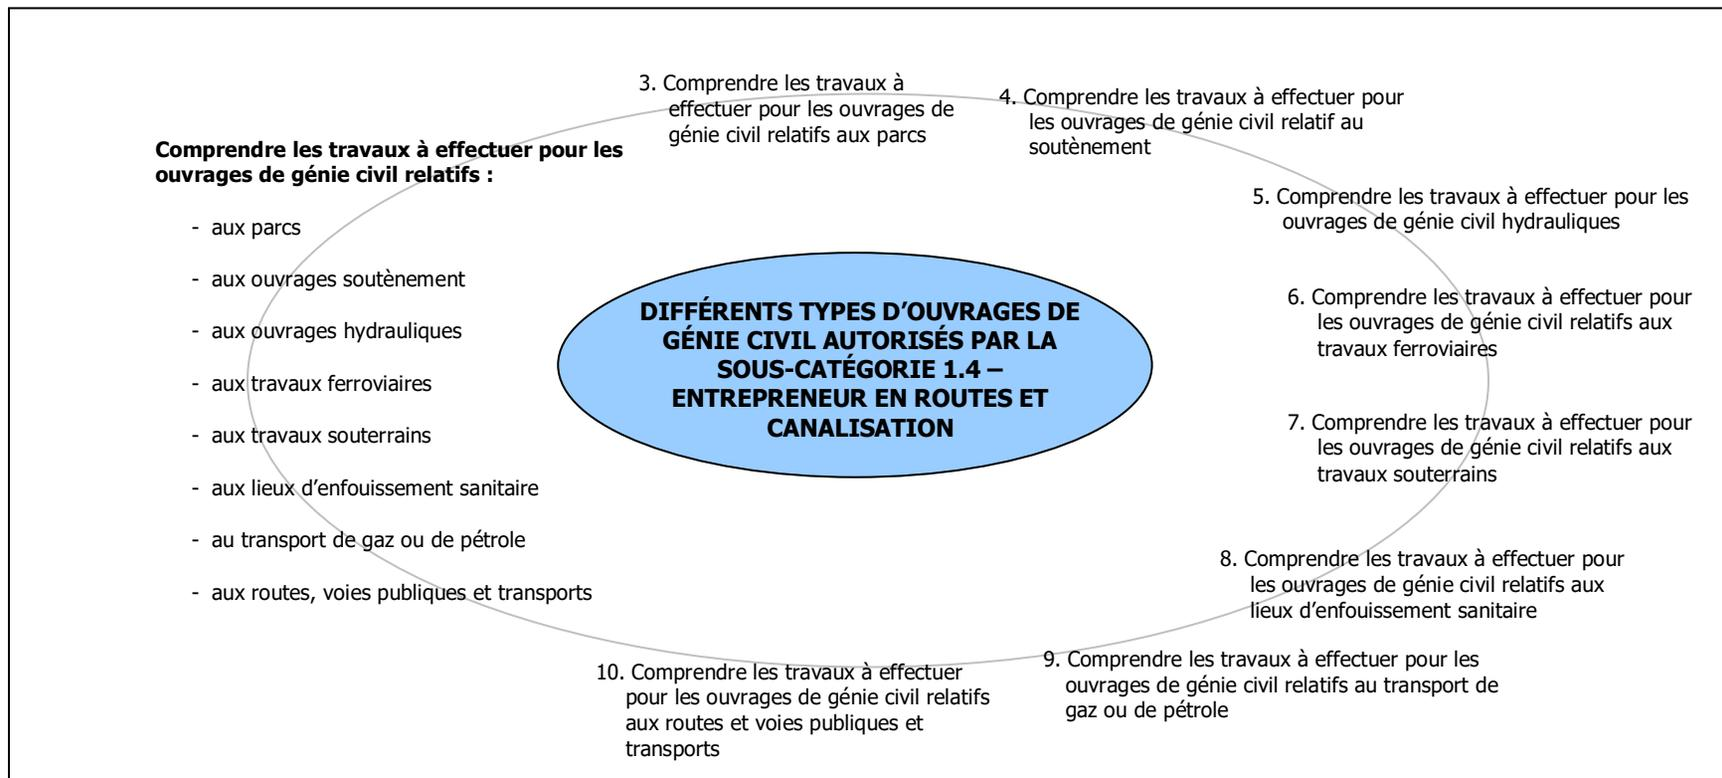 3. Comprendre les travaux à
effectuer pour les ouvrages de
génie civil relatifs aux parcs
4. Comprendre les travaux à effectuer pour
les ouvrages de génie civil relatif au
soutènement
Comprendre les travaux à effectuer pour les
ouvrages de génie civil relatifs :
- aux parcs
- aux ouvrages soutènement
- aux ouvrages hydrauliques
- aux travaux ferroviaires
- aux travaux souterrains
- aux lieux d’enfouissement sanitaire
- au transport de gaz ou de pétrole
- aux routes, voies publiques et transports
5. Comprendre les travaux à effectuer pour les
ouvrages de génie civil hydrauliques
DIFFÉRENTS TYPES D’OUVRAGES DE
GÉNIE CIVIL AUTORISÉS PAR LA
SOUS-CATÉGORIE 1.4 –
ENTREPRENEUR EN ROUTES ET
CANALISATION
6. Comprendre les travaux à effectuer pour
les ouvrages de génie civil relatifs aux
travaux ferroviaires
7. Comprendre les travaux à effectuer pour
les ouvrages de génie civil relatifs aux
travaux souterrains
8. Comprendre les travaux à effectuer pour
les ouvrages de génie civil relatifs aux
lieux d’enfouissement sanitaire
9. Comprendre les travaux à effectuer pour les
ouvrages de génie civil relatifs au transport de
gaz ou de pétrole
10. Comprendre les travaux à effectuer
pour les ouvrages de génie civil relatifs
aux routes et voies publiques et
transports